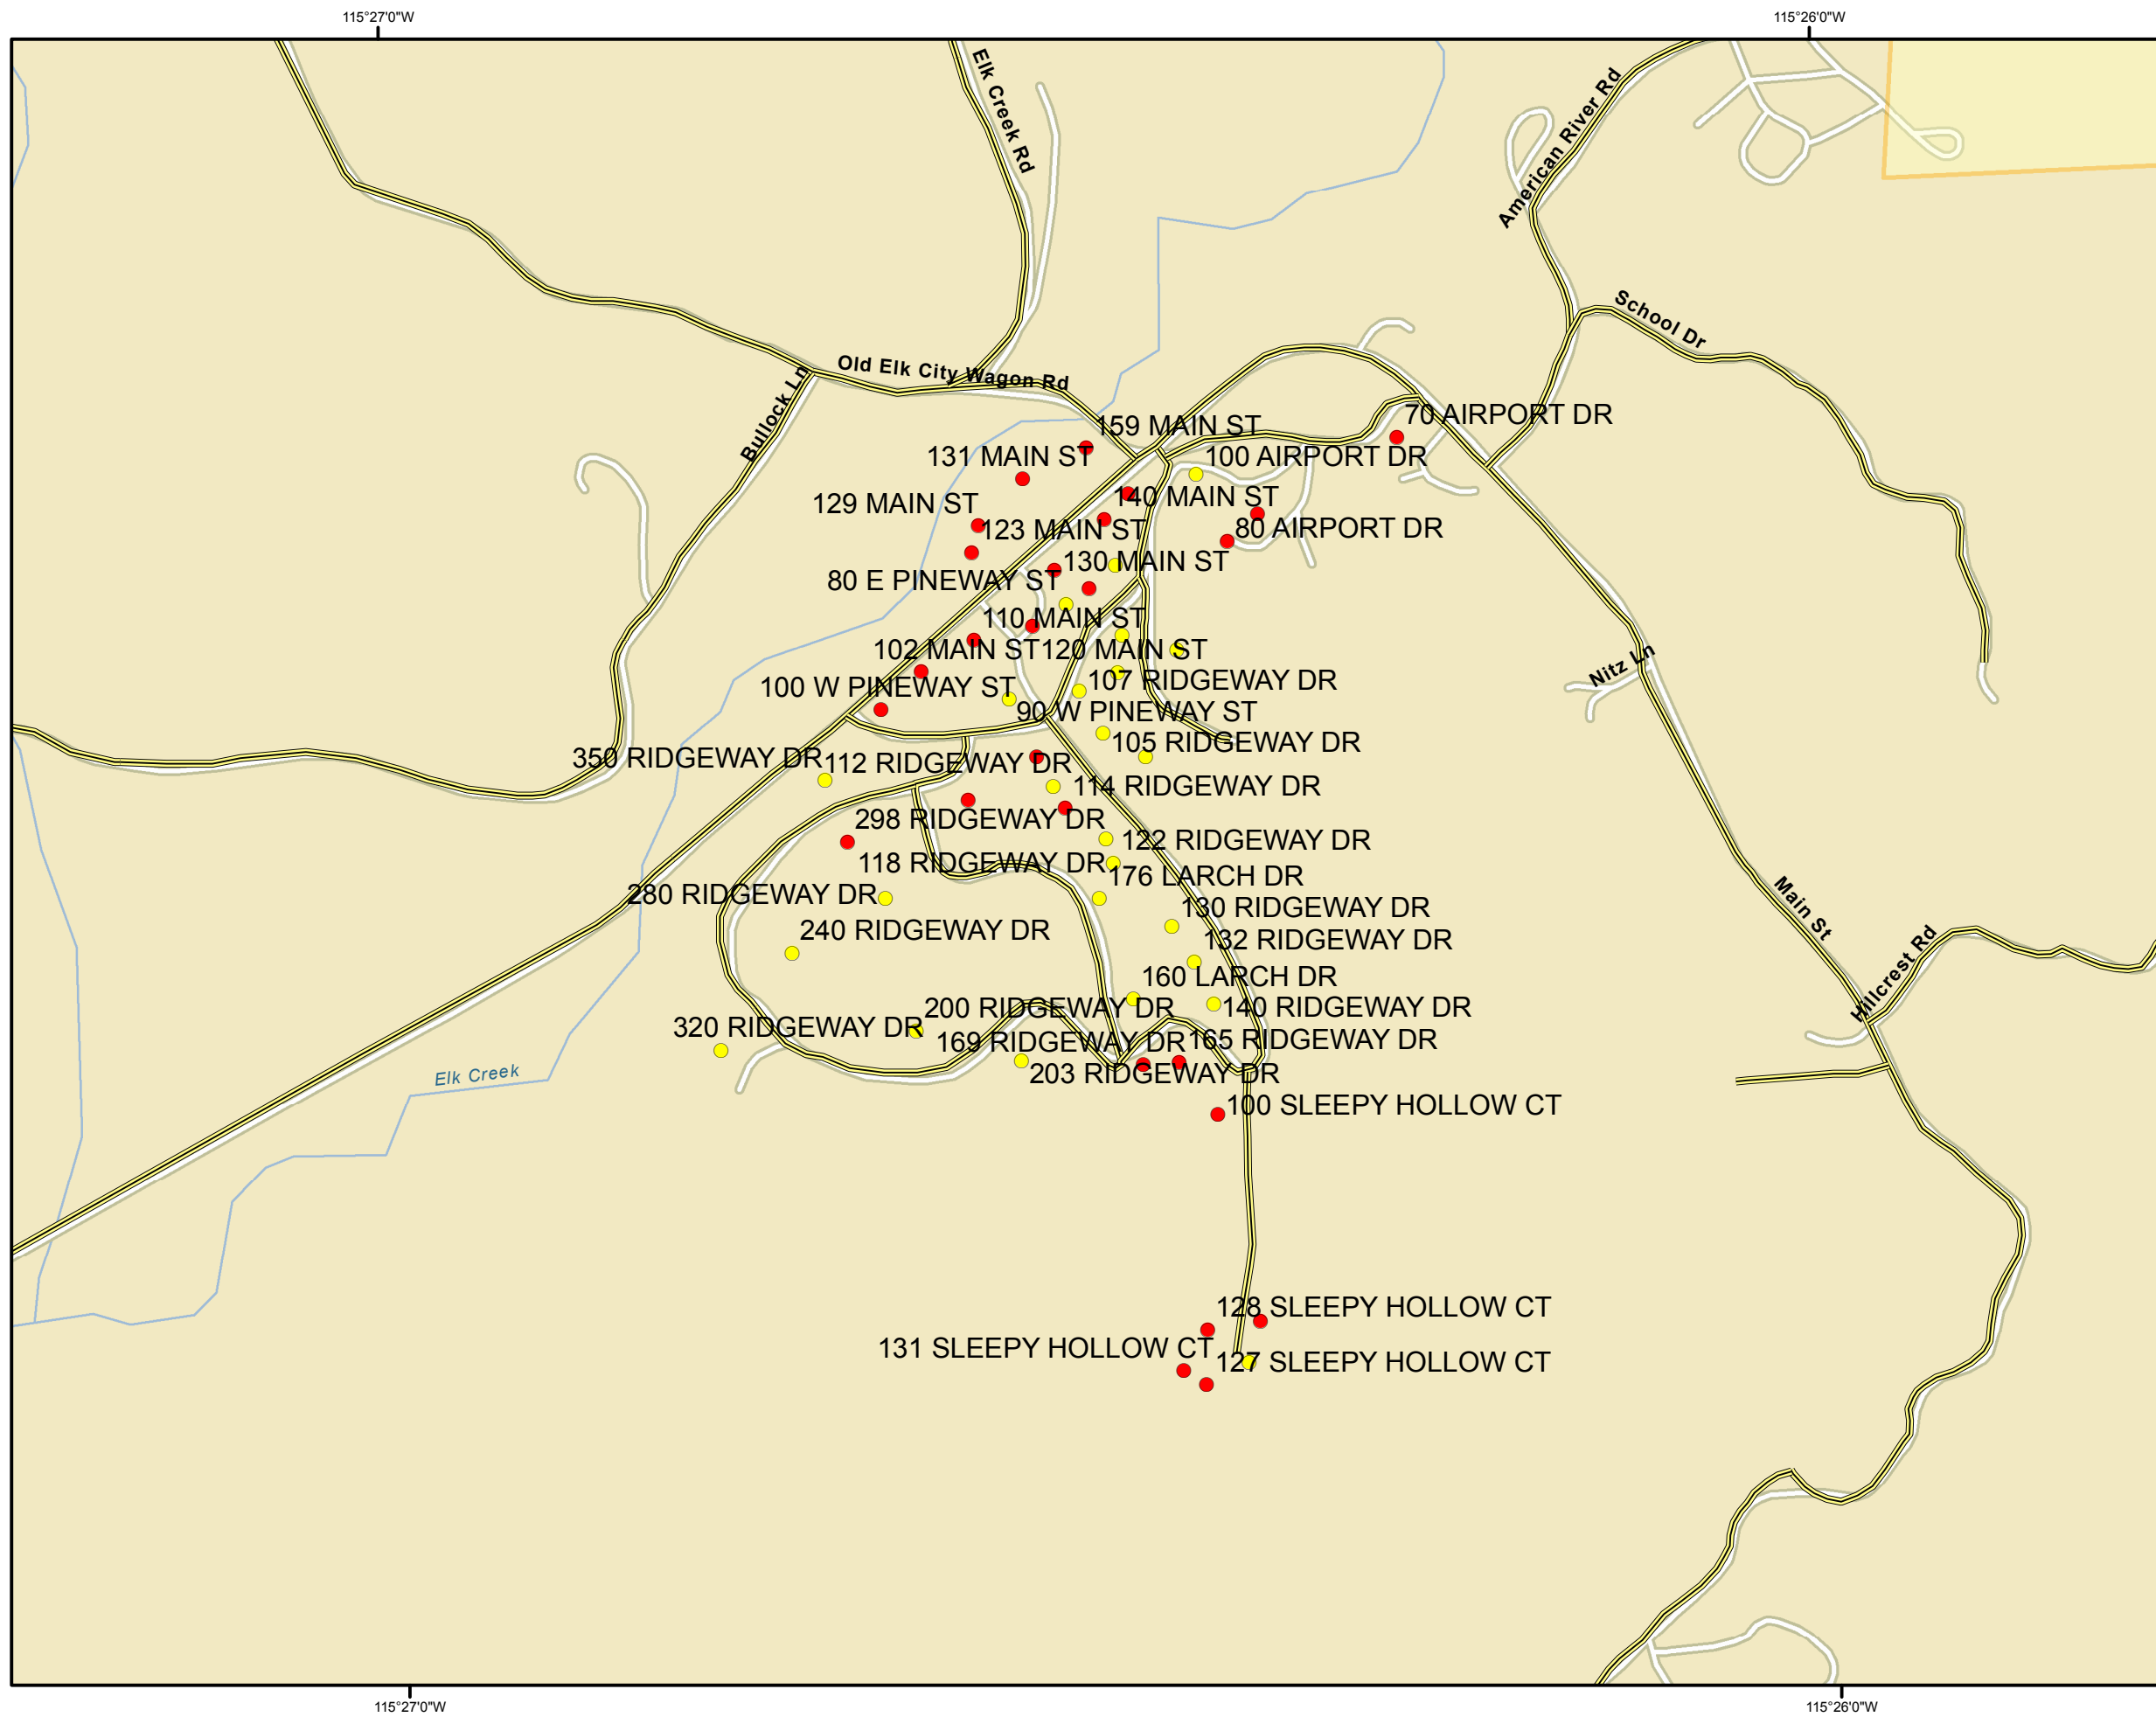 115°27'0"W
115°26'0"W
Elk Creek Rd
American River Rd
School Dr
Old Elk City Wagon Rd
Bullock Ln
70 AIRPORT DR
159 MAIN ST
131 MAIN ST
100 AIRPORT DR
140 MAIN ST
129 MAIN ST
123 MAIN ST
80 AIRPORT DR
130 MAIN ST
80 E PINEWAY ST
110 MAIN ST
102 MAIN ST
120 MAIN ST
Nitz Ln
107 RIDGEWAY DR
100 W PINEWAY ST
90 W PINEWAY ST
105 RIDGEWAY DR
350 RIDGEWAY DR
112 RIDGEWAY DR
114 RIDGEWAY DR
298 RIDGEWAY DR
122 RIDGEWAY DR
118 RIDGEWAY DR
176 LARCH DR
280 RIDGEWAY DR
130 RIDGEWAY DR
Main St
240 RIDGEWAY DR
132 RIDGEWAY DR
Hillcrest Rd
160 LARCH DR
200 RIDGEWAY DR
140 RIDGEWAY DR
320 RIDGEWAY DR
169 RIDGEWAY DR
165 RIDGEWAY DR
203 RIDGEWAY DR
Elk Creek
100 SLEEPY HOLLOW CT
128 SLEEPY HOLLOW CT
131 SLEEPY HOLLOW CT
127 SLEEPY HOLLOW CT
115°27'0"W
115°26'0"W